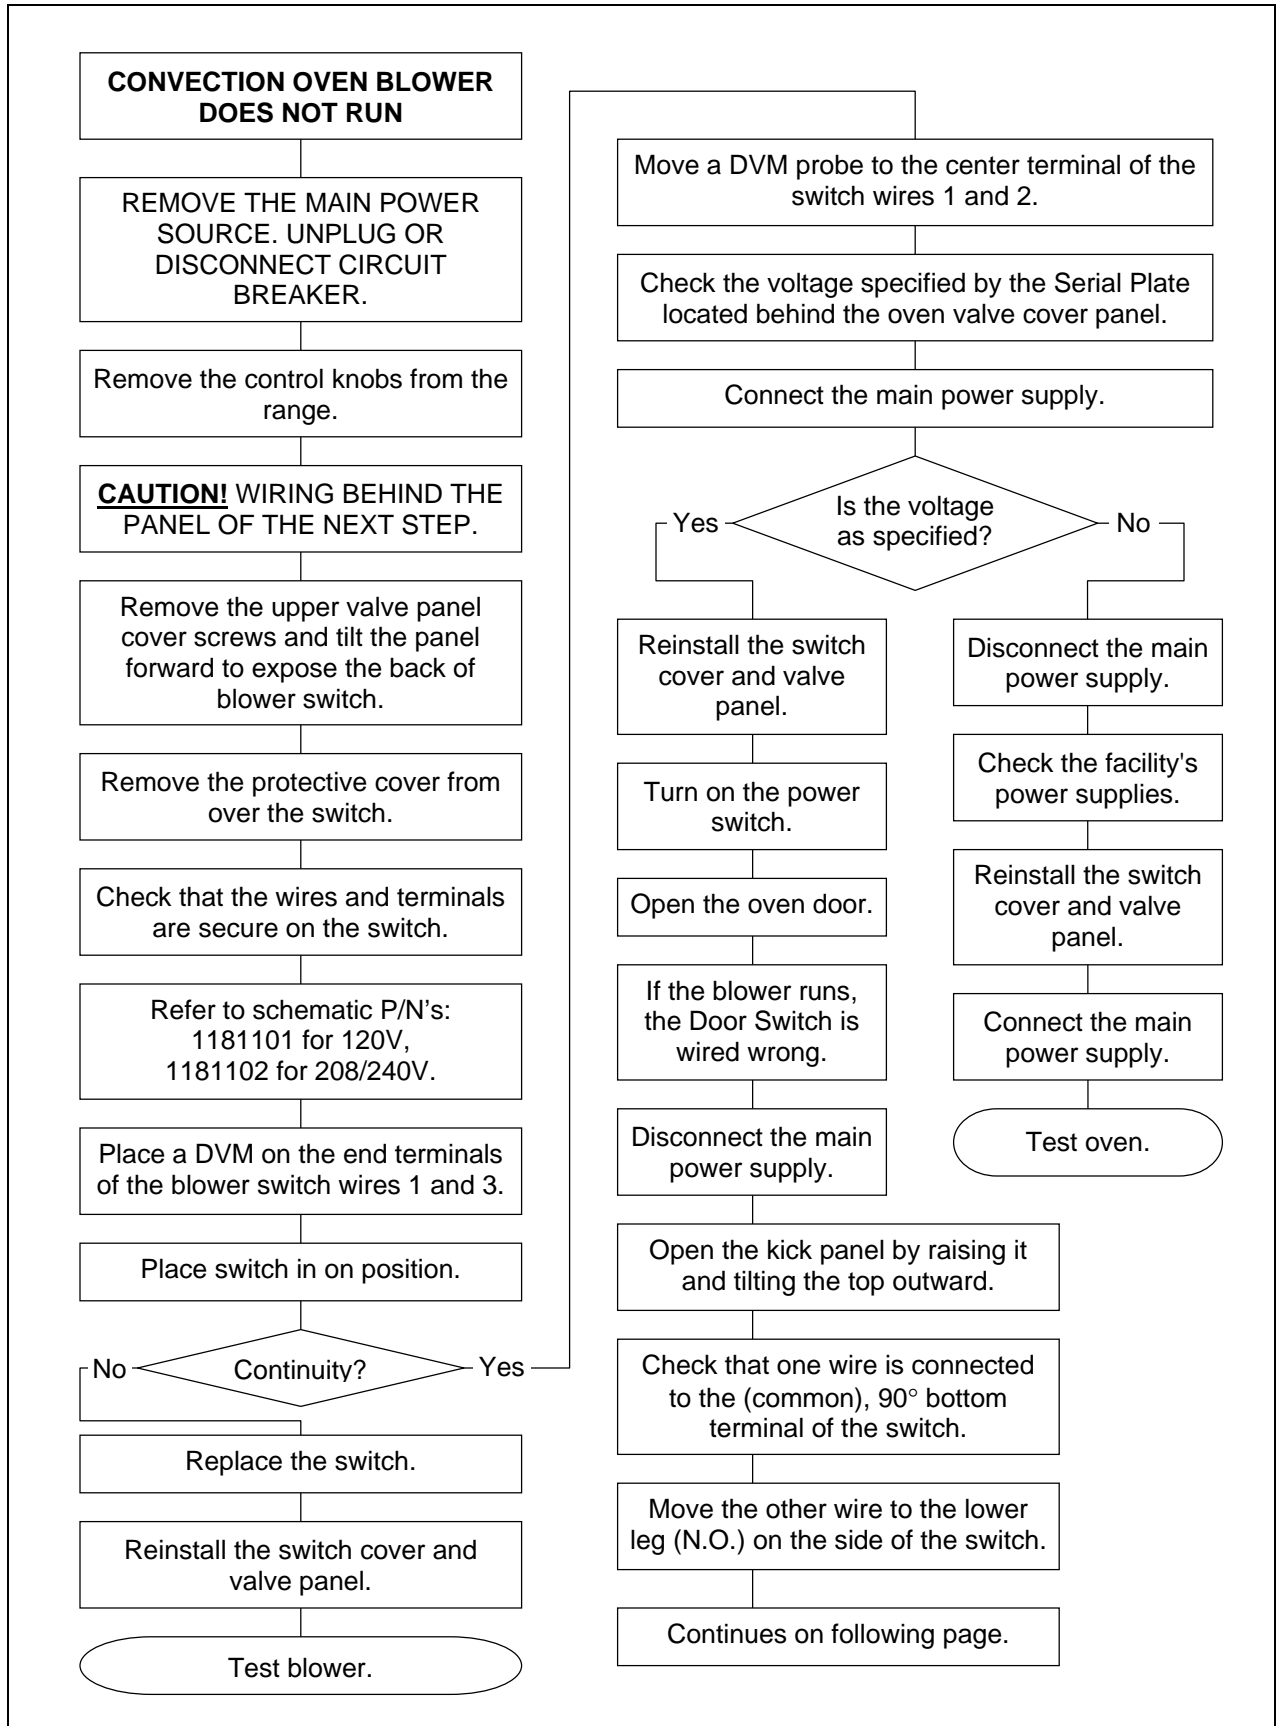 CONVECTION OVEN BLOWER
DOES NOT RUN
REMOVE THE MAIN POWER
SOURCE. UNPLUG OR
DISCONNECT CIRCUIT
BREAKER.
Remove the control knobs from the
range.
CAUTION! WIRING BEHIND THE
PANEL OF THE NEXT STEP.
Remove the upper valve panel
cover screws and tilt the panel
forward to expose the back of
blower switch.
Remove the protective cover from
over the switch.
Check that the wires and terminals
are secure on the switch.
Refer to schematic P/N's:
1181101 for 120V,
1181102 for 208/240V.
Place a DVM on the end terminals
of the blower switch wires 1 and 3.
Place switch in on position.
No
Continuity?
Yes
Replace the switch.
Reinstall the switch cover and
valve panel.
Test blower.
Move a DVM probe to the center terminal of the
switch wires 1 and 2.
Check the voltage specified by the Serial Plate
located behind the oven valve cover panel.
Connect the main power supply.
Is the voltage
as specified?
Yes
No
Reinstall the switch
cover and valve
panel.
Turn on the power
switch.
Open the oven door.
If the blower runs,
the Door Switch is
wired wrong.
Disconnect the main
power supply.
Open the kick panel by raising it
and tilting the top outward.
Check that one wire is connected
to the (common), 90° bottom
terminal of the switch.
Move the other wire to the lower
leg (N.O.) on the side of the switch.
Continues on following page.
Disconnect the main
power supply.
Check the facility's
power supplies.
Reinstall the switch
cover and valve
panel.
Connect the main
power supply.
Test oven.